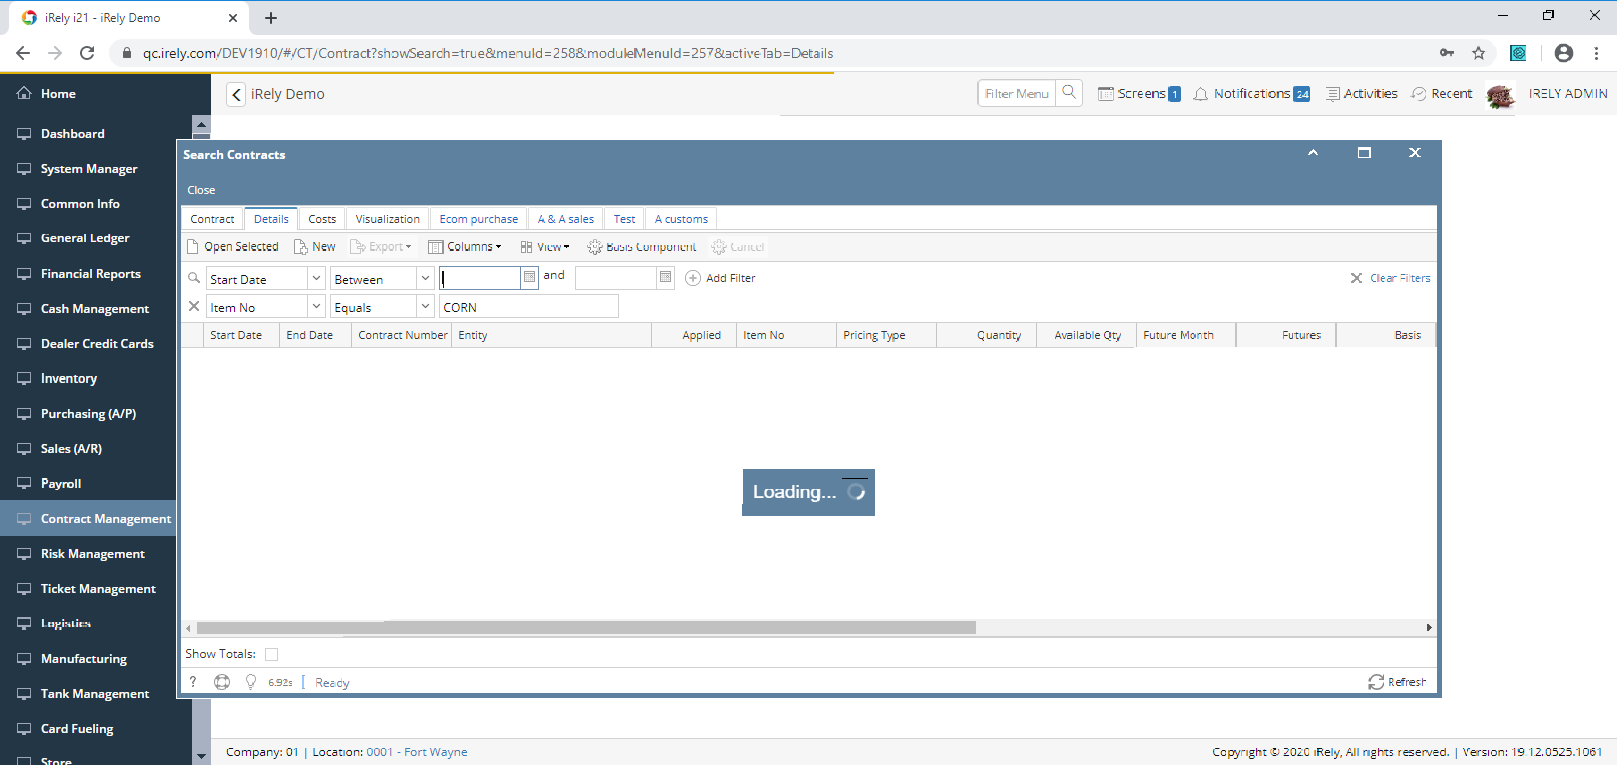 iRely i21 - iRely Demo
qc.irely.com/DEV1910/#/CT/Contract?showSearch=true&menuId=258&moduleMenuId=257&activeTab=Details
Home
iRely Demo
Filter Menu
Screens 1
Notifications 24
Activities
Recent
IRELY ADMIN
Dashboard
System Manager
Common Info
General Ledger
Financial Reports
Cash Management
Dealer Credit Cards
Inventory
Purchasing (A/P)
Sales (A/R)
Payroll
Contract Management
Risk Management
Ticket Management
Logistics
Manufacturing
Tank Management
Card Fueling
Store
Search Contracts
Close
Contract Details Costs Visualization Ecom purchase A & A sales Test A customs
Open Selected New Export Columns View Basis Component Cancel
Start Date Between and Add Filter Clear Filters
Item No Equals CORN
Start Date End Date Contract Number Entity Applied Item No Pricing Type Quantity Available Qty Future Month Futures Basis
Loading...
Show Totals:
? 6.92s Ready Refresh
Company: 01 | Location: 0001 - Fort Wayne
Copyright © 2020 iRely, All rights reserved. | Version: 19.12.0525.1061